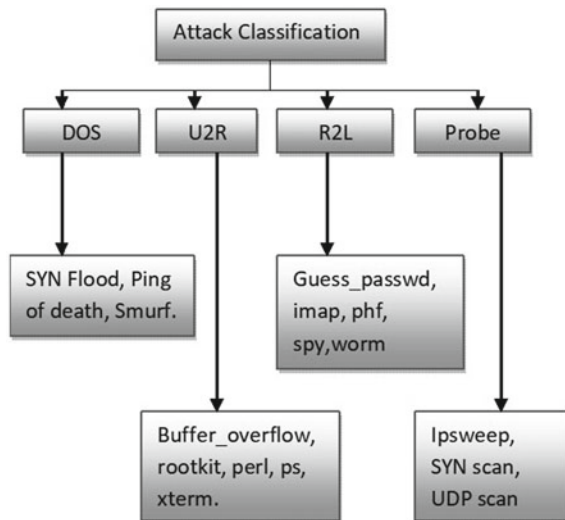 Attack Classification
DOS
U2R
R2L
Probe
SYN Flood, Ping
of death, Smurf.
Guess_passwd,
imap, phf,
spy,worm
Buffer_overflow,
rootkit, perl, ps,
xterm.
Ipsweep,
SYN scan,
UDP scan